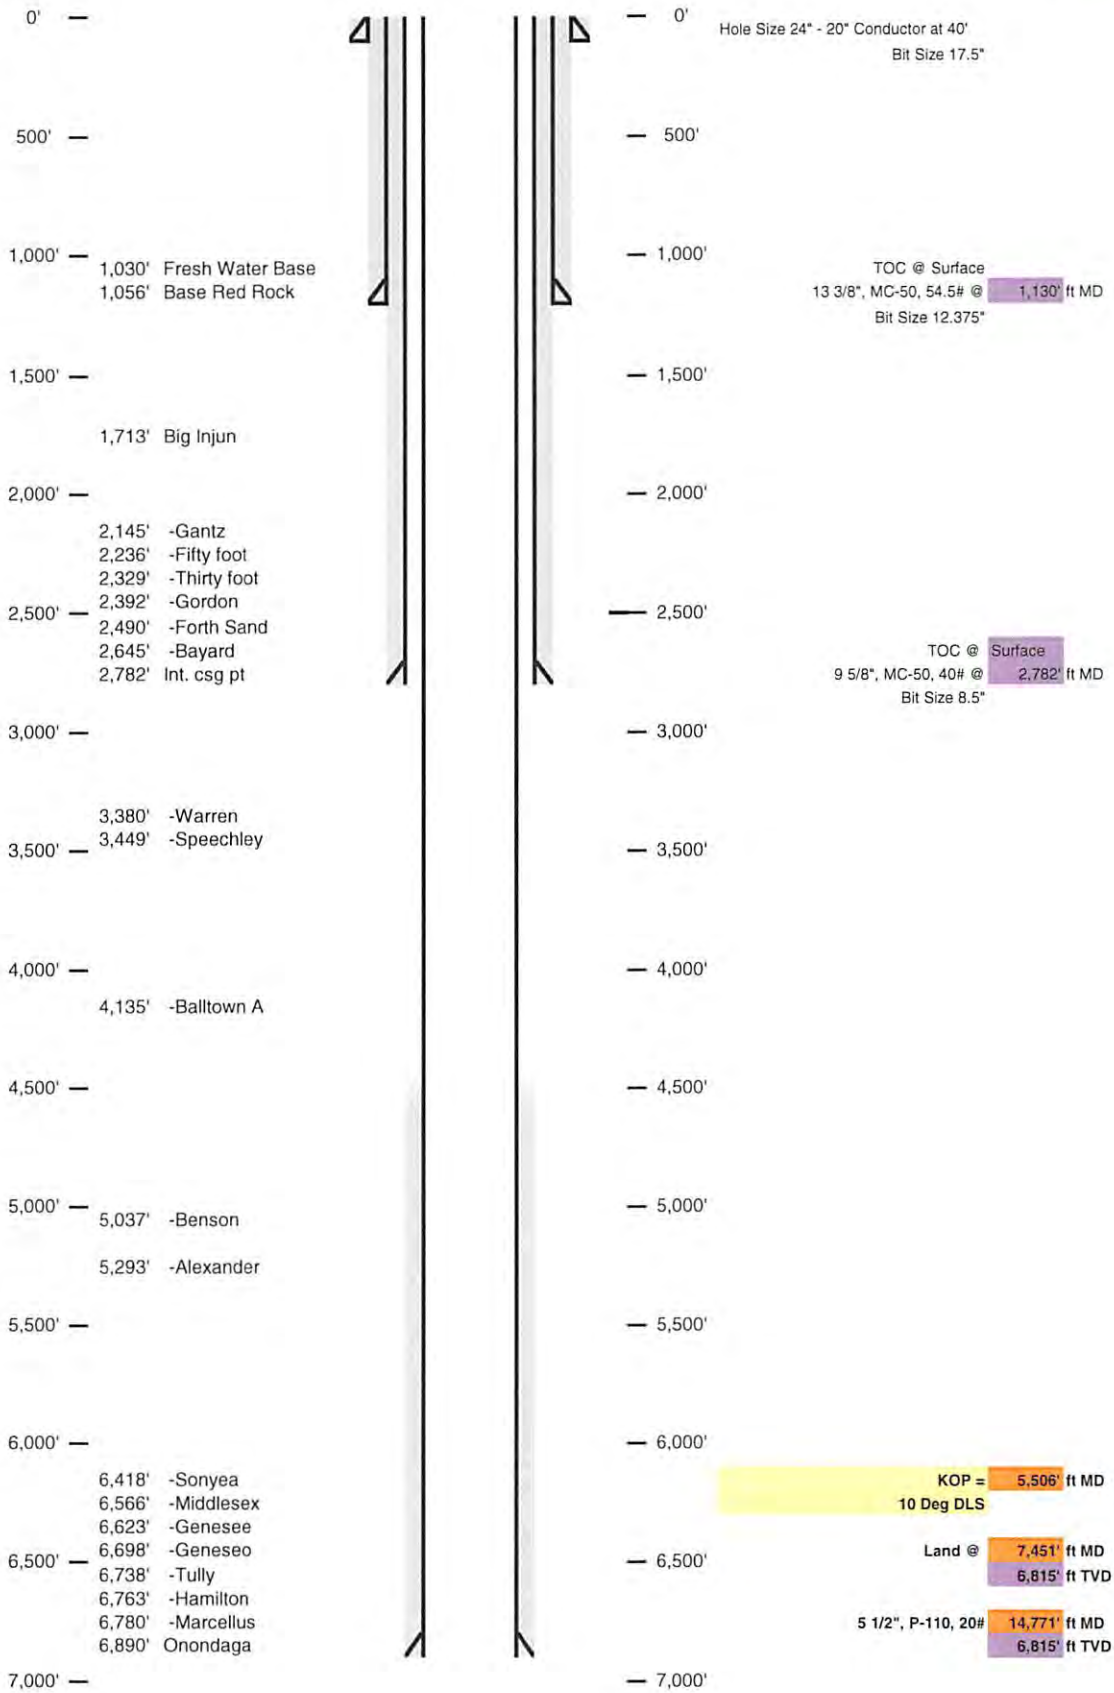 0' 0'
Hole Size 24" - 20" Conductor at 40'
Bit Size 17.5"
500' 500'
1,000' 1,000'
1,030' Fresh Water Base TOC @ Surface
1,056' Base Red Rock 13 3/8", MC-50, 54.5# @ 1,130' ft MD
Bit Size 12.375"
1,500' 1,500'
1,713' Big Injun
2,000' 2,000'
2,145' -Gantz
2,236' -Fifty foot
2,329' -Thirty foot
2,392' -Gordon
2,500' 2,500'
2,490' -Forth Sand
2,645' -Bayard TOC @ Surface
2,782' Int. csg pt 9 5/8", MC-50, 40# @ 2,782' ft MD
Bit Size 8.5"
3,000' 3,000'
3,380' -Warren
3,449' -Speechley
3,500' 3,500'
4,000' 4,000'
4,135' -Balltown A
4,500' 4,500'
5,000' 5,000'
5,037' -Benson
5,293' -Alexander
5,500' 5,500'
6,000' 6,000'
6,418' -Sonyea KOP = 5,506' ft MD
6,566' -Middlesex 10 Deg DLS
6,623' -Genesee
6,698' -Geneseo Land @ 7,451' ft MD
6,500' 6,500'
6,738' -Tully 6,815' ft TVD
6,763' -Hamilton
6,780' -Marcellus 5 1/2", P-110, 20# 14,771' ft MD
6,890' Onondaga 6,815' ft TVD
7,000' 7,000'